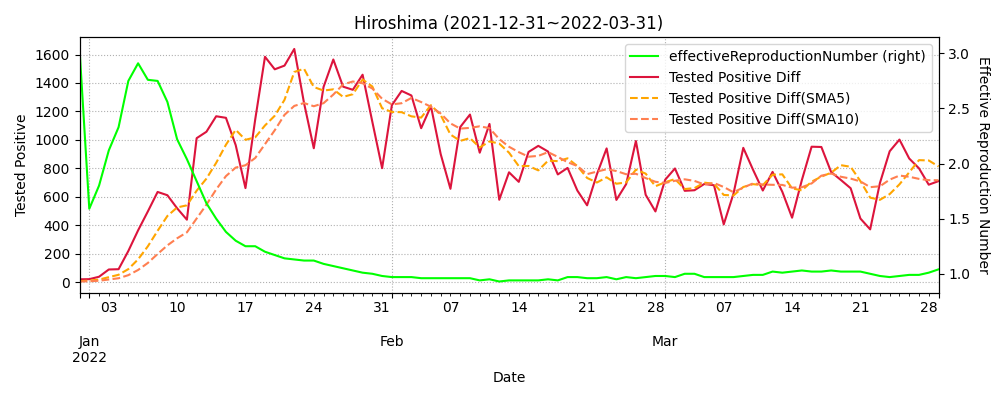 Hiroshima (2021-12-31~2022-03-31)
effectiveReproductionNumber (right)
Tested Positive Diff
Tested Positive Diff(SMA5)
Tested Positive Diff(SMA10)
Tested Positive
1600
1400
1200
1000
800
600
400
200
0
3.0
2.5
2.0
1.5
1.0
Effective Reproduction Number
03 10 17 24 31 07 14 21 28 07 14 21 28
Jan Feb Mar
2022
Date